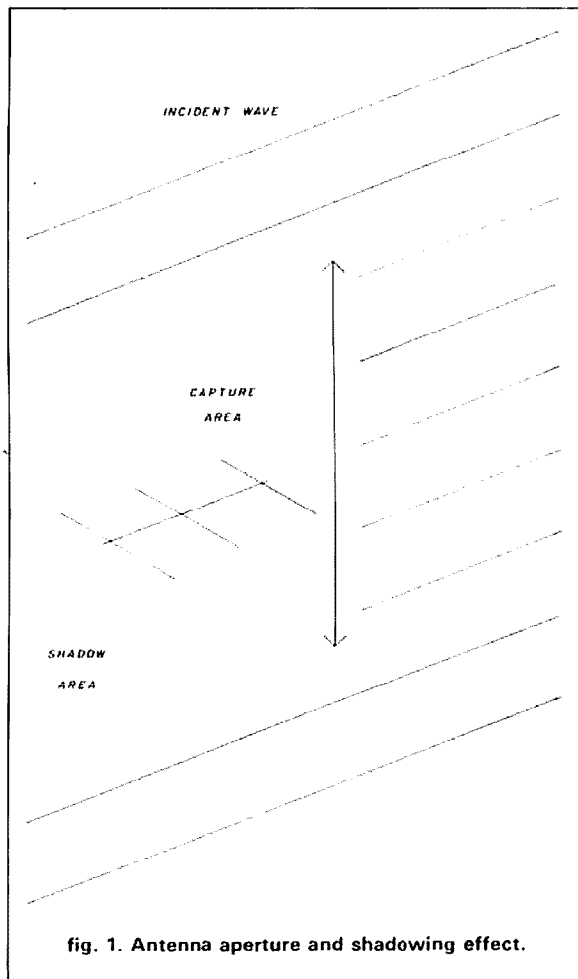 INCIDENT WAVE
CAPTURE
AREA
SHADOW
AREA
fig. 1. Antenna aperture and shadowing effect.